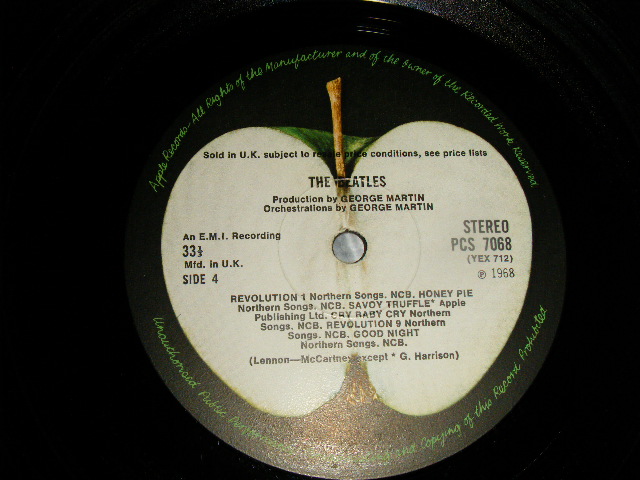 Apple Records - All Rights of the Manufacturer and of the Owner of the Recorded Work Reserved
Sold in U.K. subject to resale price conditions, see price lists
THE BEATLES
Production by GEORGE MARTIN
Orchestrations by GEORGE MARTIN
An E.M.I. Recording
33⅓
Mfd. in U.K.
SIDE 4
STEREO
PCS 7068
(YEX 712)
℗ 1968
REVOLUTION 1 Northern Songs. NCB. HONEY PIE
Northern Songs. NCB. SAVOY TRUFFLE* Apple
Publishing Ltd. CRY BABY CRY Northern
Songs. NCB. REVOLUTION 9 Northern
Songs. NCB. GOOD NIGHT
Northern Songs. NCB.
(Lennon—McCartney except * G. Harrison)
Unauthorised Public Performance and Copying of this Record Prohibited